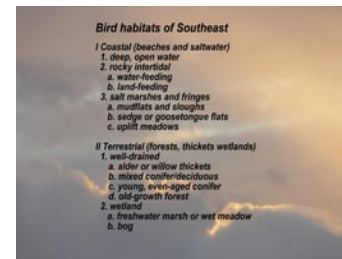 Bird habitats of Southeast
I Coastal (beaches and saltwater)
1. deep, open water
2. rocky intertidal
a. water-feeding
b. land-feeding
3. salt marshes and fringes
a. mudflats and sloughs
b. sedge or goosetongue flats
c. uplift meadows
II Terrestrial (forests, thickets wetlands)
1. well-drained
a. alder or willow thickets
b. mixed conifer/deciduous
c. young, even-aged conifer
d. old-growth forest
2. wetland
a. freshwater marsh or wet meadow
b. bog